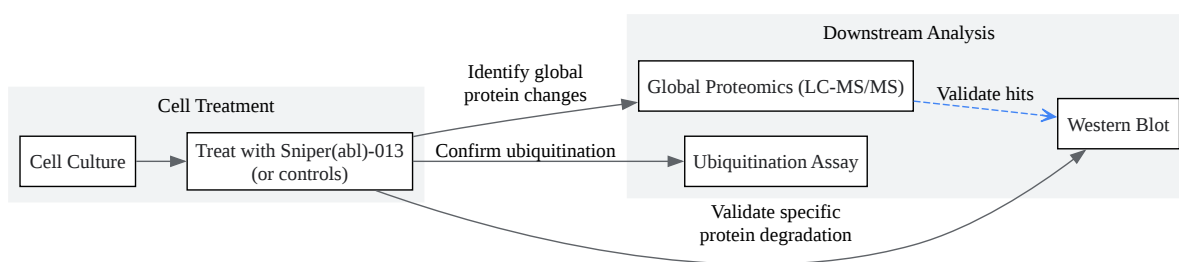 Downstream Analysis
Identify global
protein changes
Global Proteomics (LC-MS/MS)
Validate hits
Cell Treatment
Western Blot
Cell Culture
Treat with Sniper(abl)-013
(or controls)
Confirm ubiquitination
Ubiquitination Assay
Validate specific
protein degradation